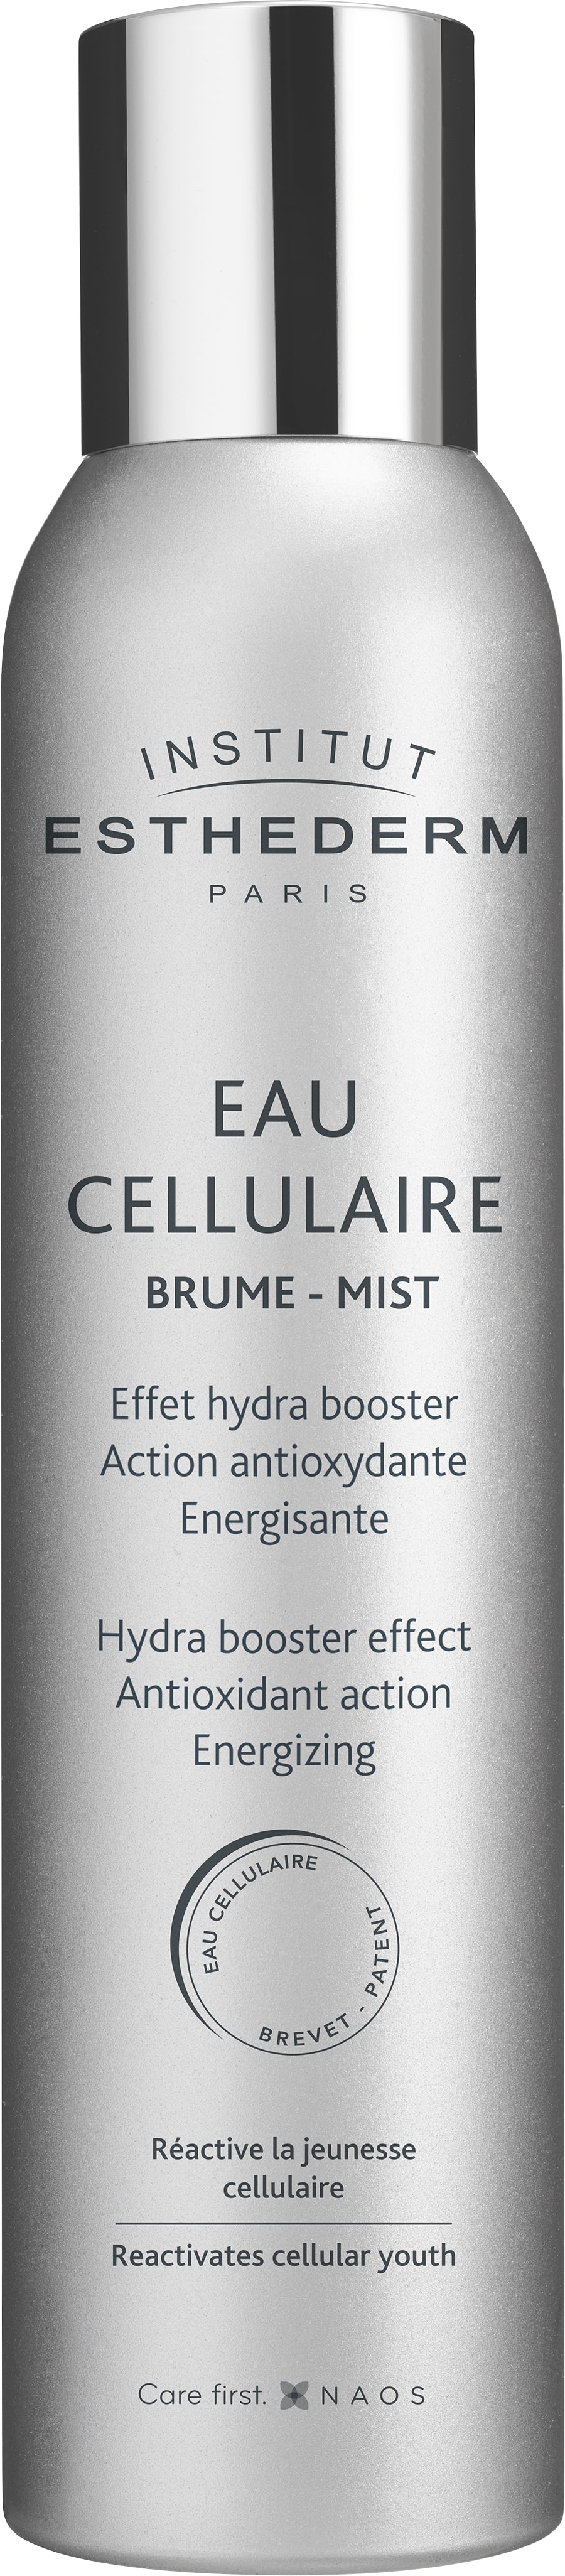 INSTITUT
ESTHEDERM
PARIS
EAU
CELLULAIRE
BRUME - MIST
Effet hydra booster
Action antioxydante
Energisante
Hydra booster effect
Antioxidant action
Energizing
EAU CELLULAIRE
BREVET - PATENT
Réactive la jeunesse
cellulaire
Reactivates cellular youth
Care first. NAOS